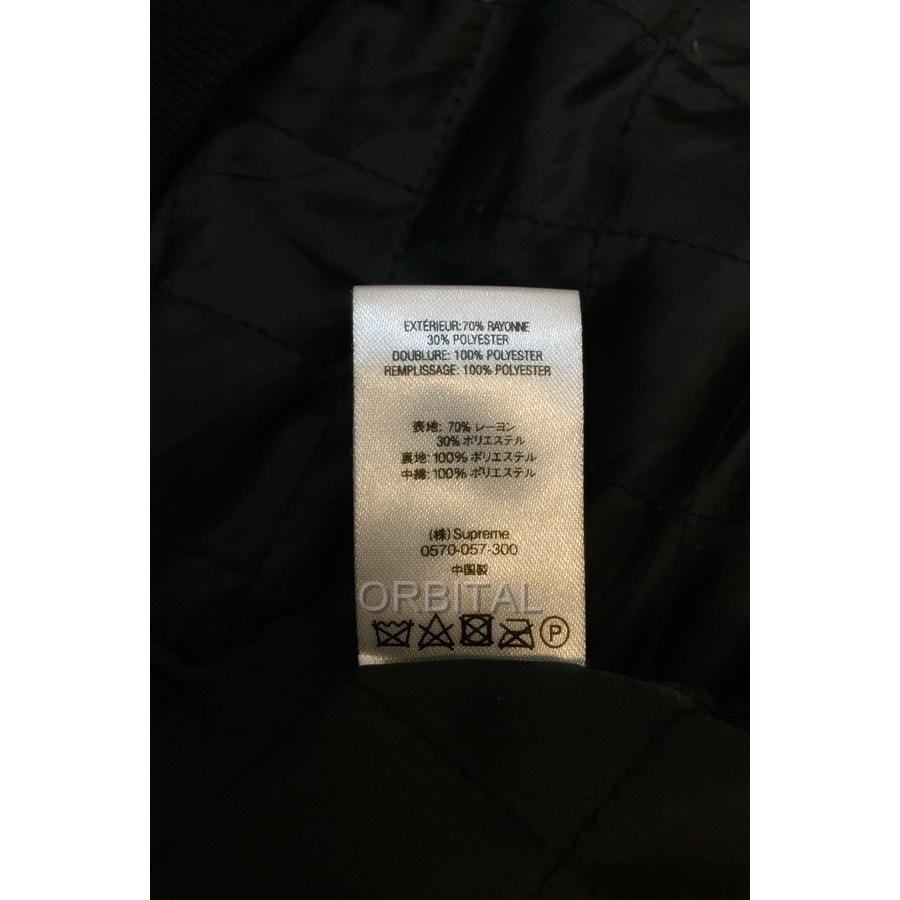 EXTÉRIEUR:70% RAYONNE
30% POLYESTER
DOUBLURE: 100% POLYESTER
REMPLISSAGE: 100% POLYESTER
表地: 70% レーヨン
30% ポリエステル
裏地: 100% ポリエステル
中綿: 100% ポリエステル
(株) Supreme
0570-057-300
中国製
ORBITAL
P